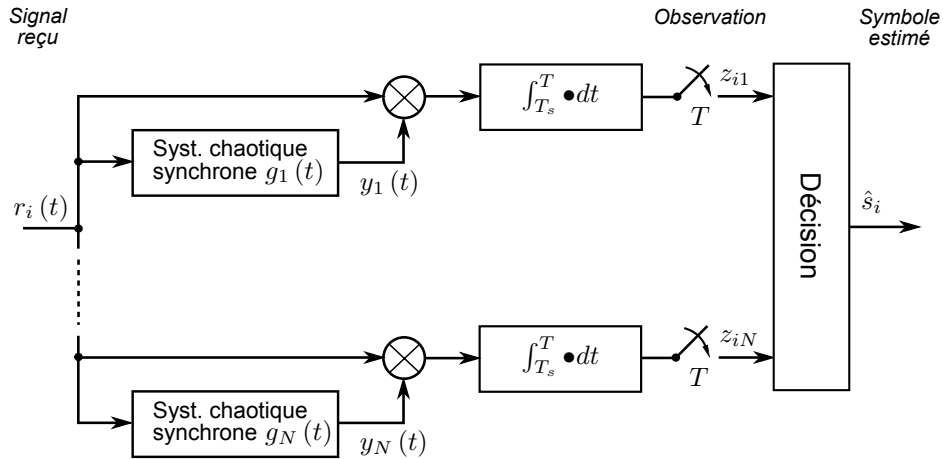 Signal
reçu
Observation
Symbole
estimé
∫_{T_s}^{T} •dt
T
z_{i1}
Syst. chaotique
synchrone g_1 (t)
y_1 (t)
r_i (t)
Décision
ŝ_i
∫_{T_s}^{T} •dt
T
z_{iN}
Syst. chaotique
synchrone g_N (t)
y_N (t)